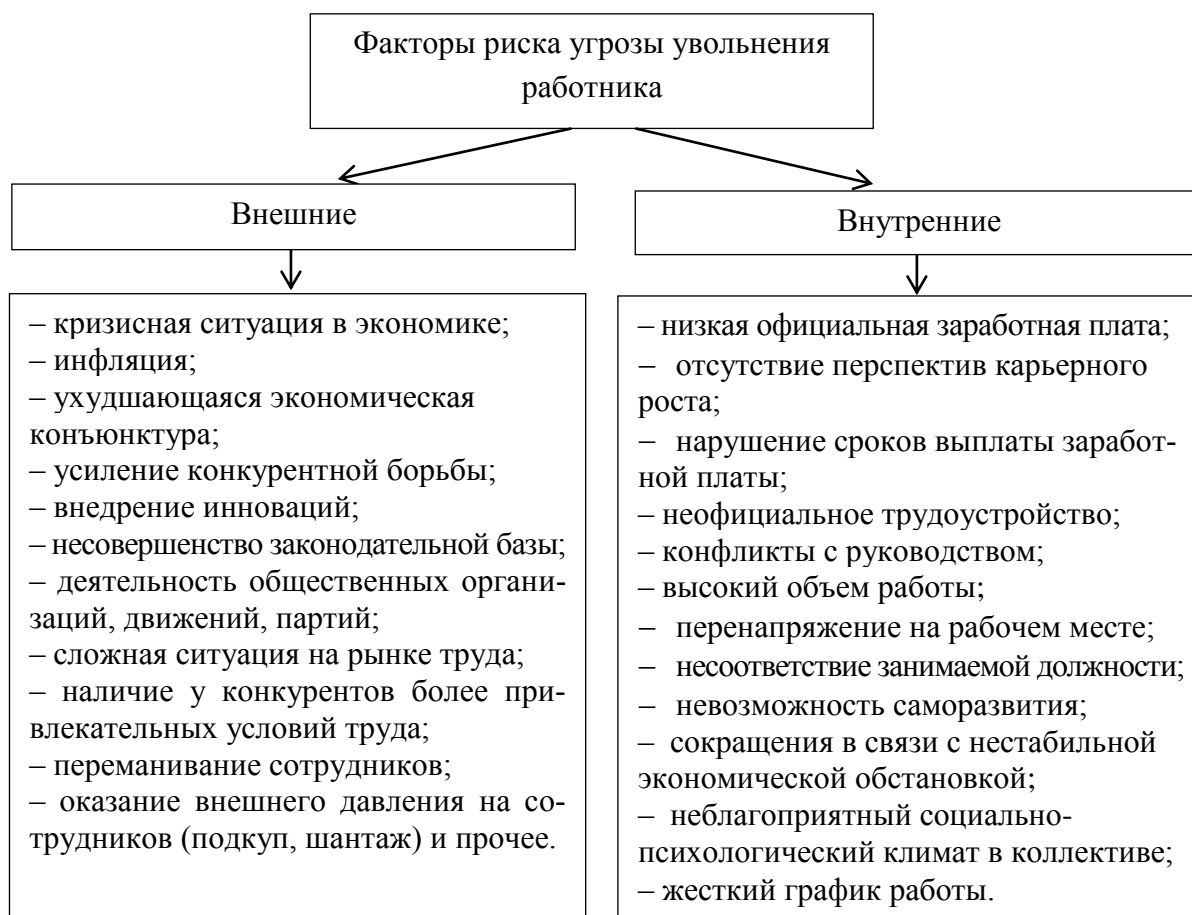 Факторы риска угрозы увольнения
работника
Внешние
– кризисная ситуация в экономике;
– инфляция;
– ухудшающаяся экономическая
конъюнктура;
– усиление конкурентной борьбы;
– внедрение инноваций;
– несовершенство законодательной базы;
– деятельность общественных органи-
заций, движений, партий;
– сложная ситуация на рынке труда;
– наличие у конкурентов более при-
влекательных условий труда;
– переманивание сотрудников;
– оказание внешнего давления на со-
трудников (подкуп, шантаж) и прочее.
Внутренние
– низкая официальная заработная плата;
– отсутствие перспектив карьерного
роста;
– нарушение сроков выплаты заработ-
ной платы;
– неофициальное трудоустройство;
– конфликты с руководством;
– высокий объем работы;
– перенапряжение на рабочем месте;
– несоответствие занимаемой должности;
– невозможность саморазвития;
– сокращения в связи с нестабильной
экономической обстановкой;
– неблагоприятный социально-
психологический климат в коллективе;
– жесткий график работы.